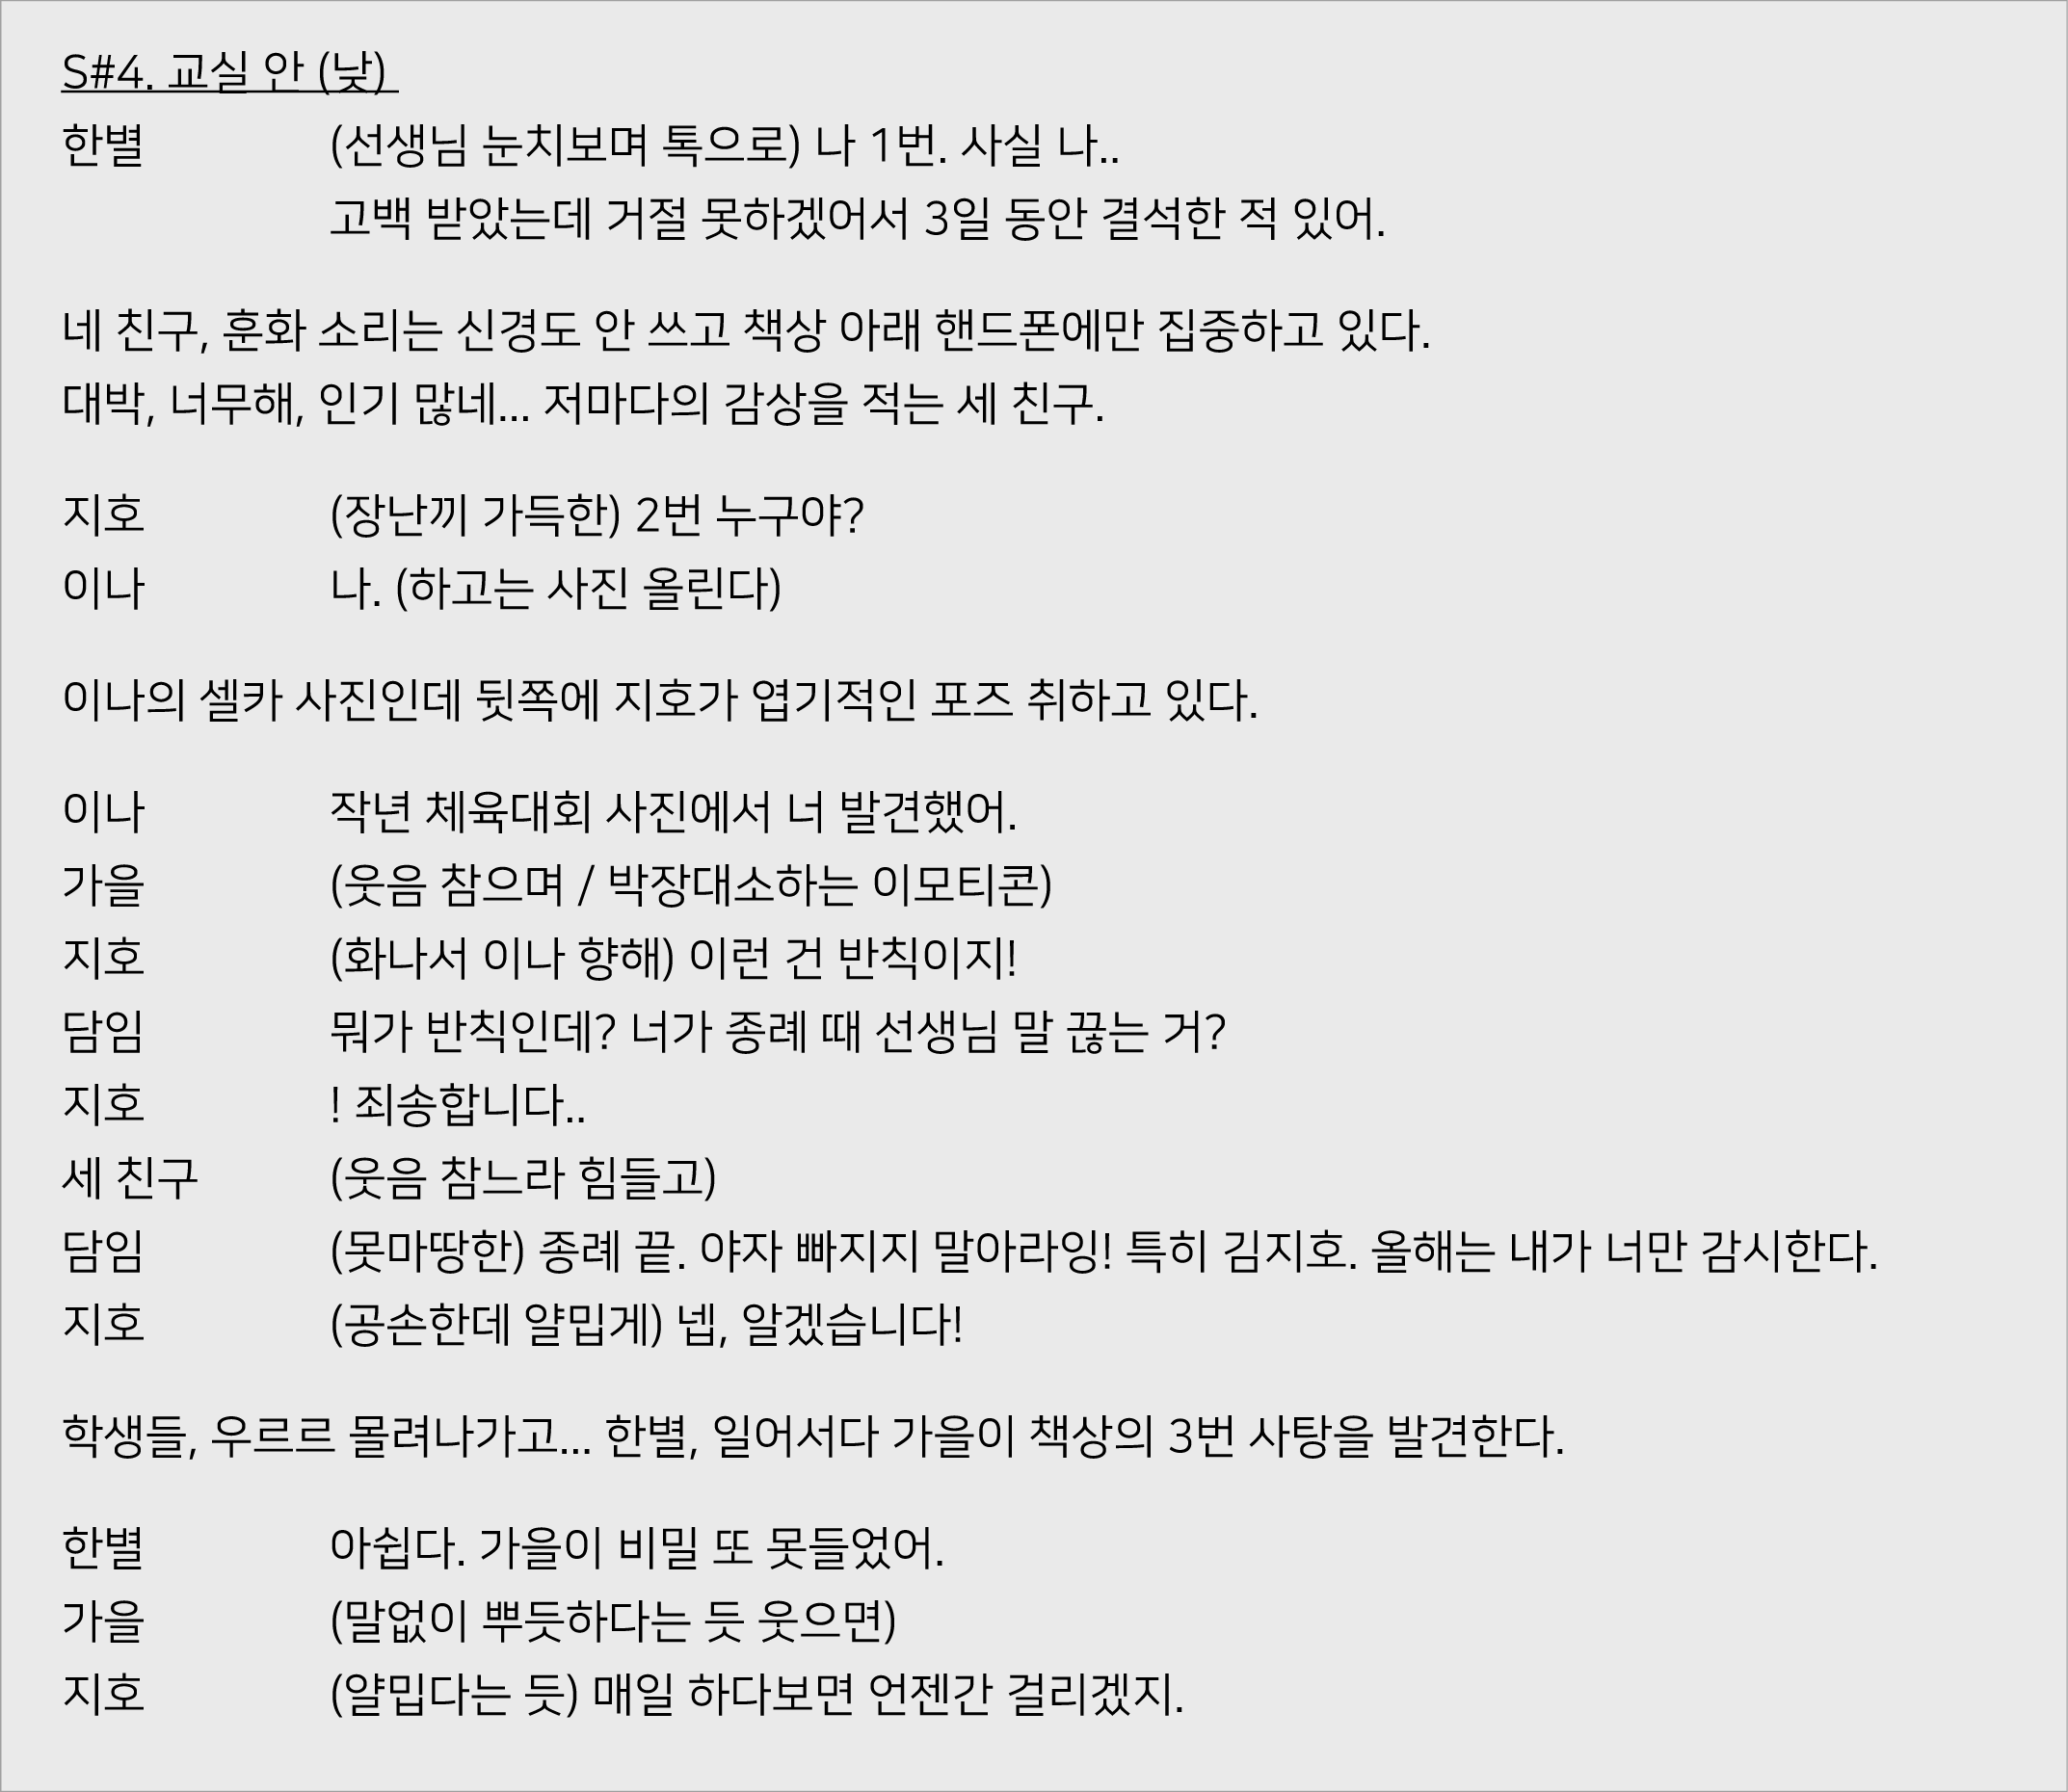 S#4. 교실 안 (낮)
한별 (선생님 눈치보며 톡으로) 나 1번. 사실 나..
고백 받았는데 거절 못하겠어서 3일 동안 결석한 적 있어.
네 친구, 훈화 소리는 신경도 안 쓰고 책상 아래 핸드폰에만 집중하고 있다.
대박, 너무해, 인기 많네... 저마다의 감상을 적는 세 친구.
지호 (장난끼 가득한) 2번 누구야?
이나 나. (하고는 사진 올린다)
이나의 셀카 사진인데 뒷쪽에 지호가 엽기적인 포즈 취하고 있다.
이나 작년 체육대회 사진에서 너 발견했어.
가을 (웃음 참으며 / 박장대소하는 이모티콘)
지호 (화나서 이나 향해) 이런 건 반칙이지!
담임 뭐가 반칙인데? 너가 종례 때 선생님 말 끊는 거?
지호 ! 죄송합니다..
세 친구 (웃음 참느라 힘들고)
담임 (못마땅한) 종례 끝. 야자 빠지지 말아라잉! 특히 김지호. 올해는 내가 너만 감시한다.
지호 (공손한데 얄밉게) 넵, 알겠습니다!
학생들, 우르르 몰려나가고... 한별, 일어서다 가을이 책상의 3번 사탕을 발견한다.
한별 아쉽다. 가을이 비밀 또 못들었어.
가을 (말없이 뿌듯하다는 듯 웃으면)
지호 (얄밉다는 듯) 매일 하다보면 언젠간 걸리겠지.